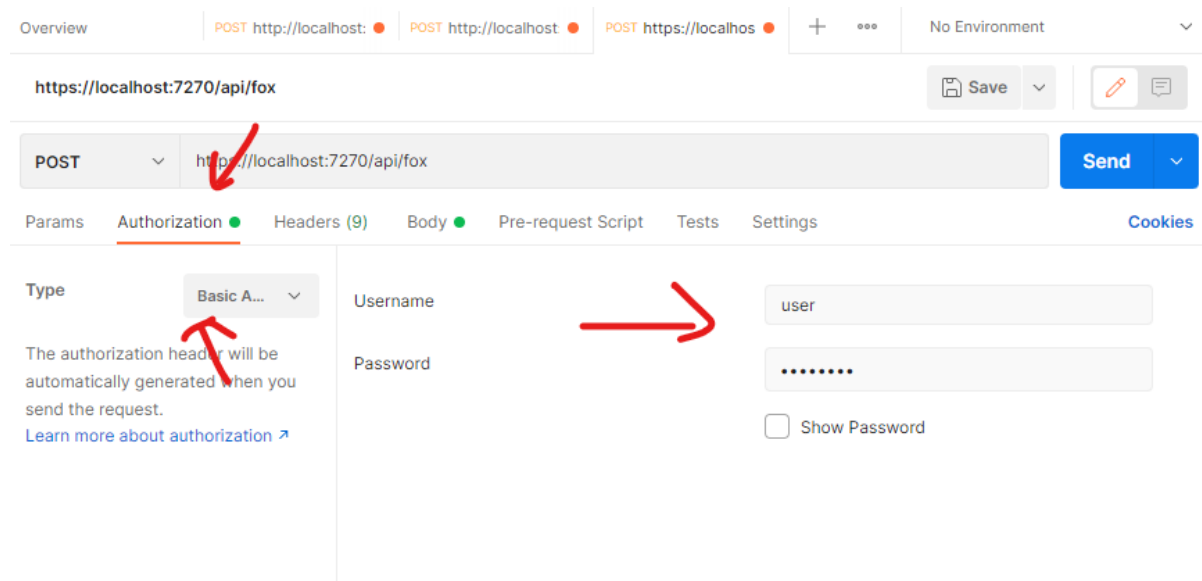 Overview POST http://localhost: POST http://localhost POST https://localhos No Environment
https://localhost:7270/api/fox Save
POST https://localhost:7270/api/fox Send
Params Authorization Headers (9) Body Pre-request Script Tests Settings Cookies
Type Basic A...
The authorization header will be
automatically generated when you
send the request.
Learn more about authorization ↗
Username user
Password ••••••••
Show Password